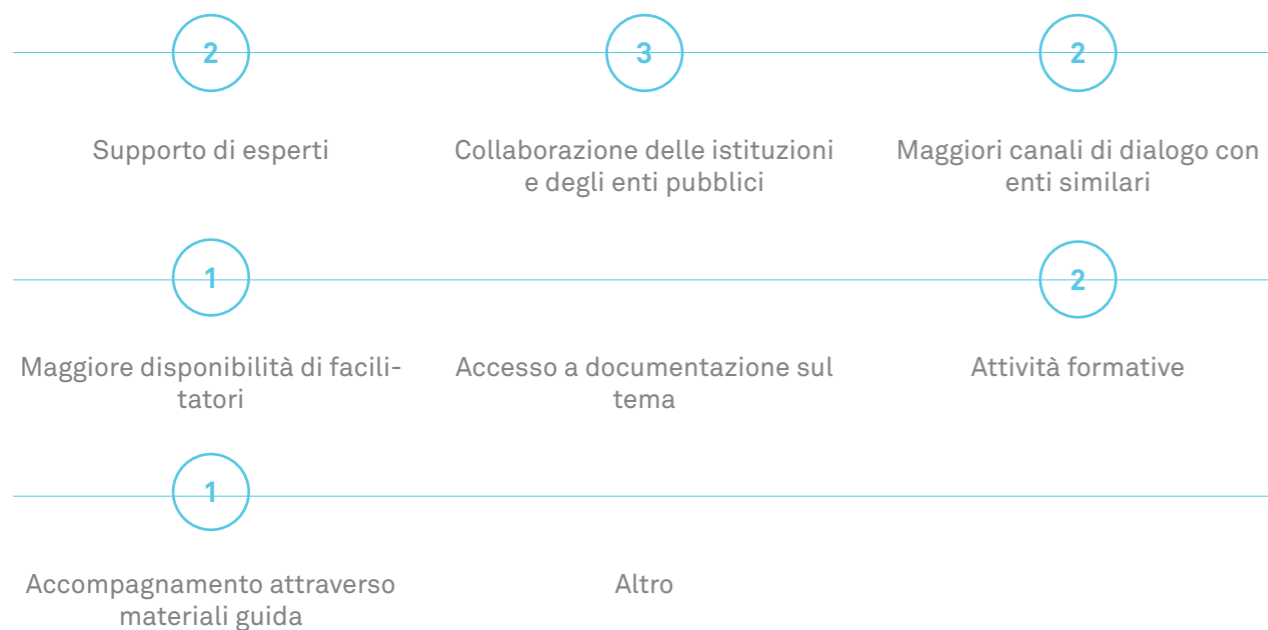 2
3
2
Supporto di esperti
Collaborazione delle istituzioni
e degli enti pubblici
Maggiori canali di dialogo con
enti similari
1
2
Maggiore disponibilità di facili-
tatori
Accesso a documentazione sul
tema
Attività formative
1
Accompagnamento attraverso
materiali guida
Altro